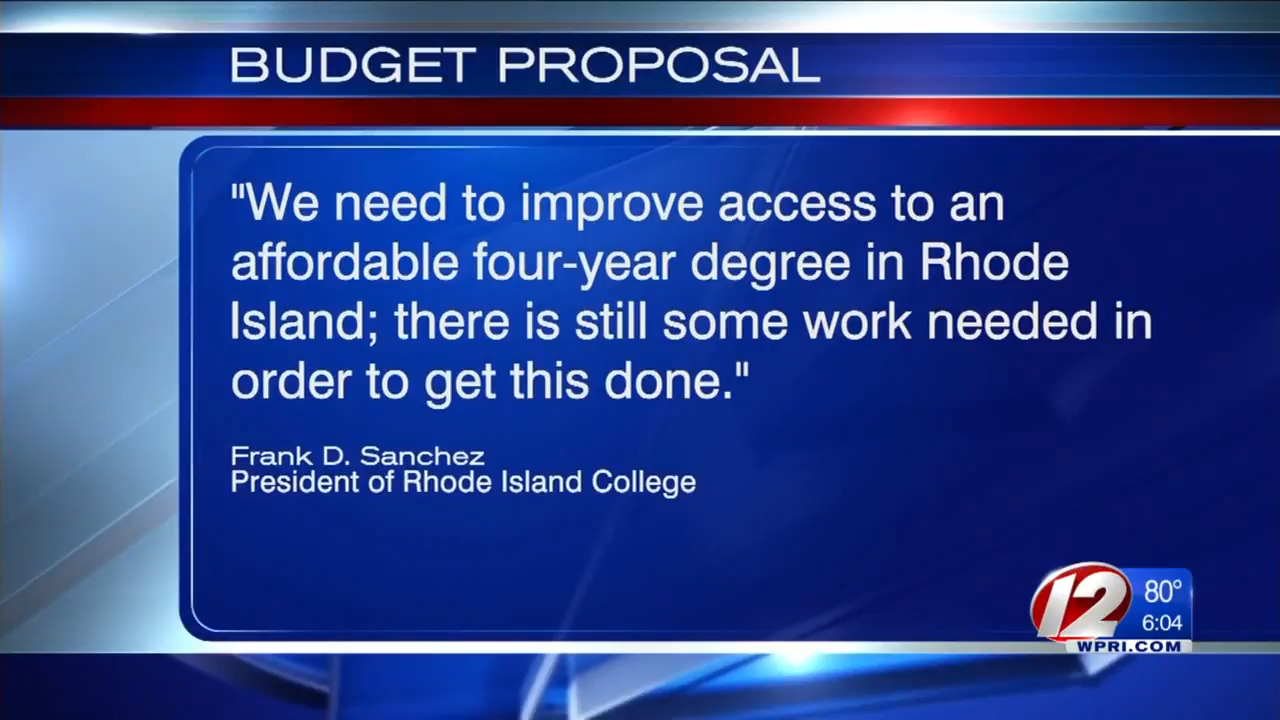 BUDGET PROPOSAL
"We need to improve access to an
affordable four-year degree in Rhode
Island; there is still some work needed in
order to get this done."
Frank D. Sanchez
President of Rhode Island College
12
80°
6:04
WPRI.COM